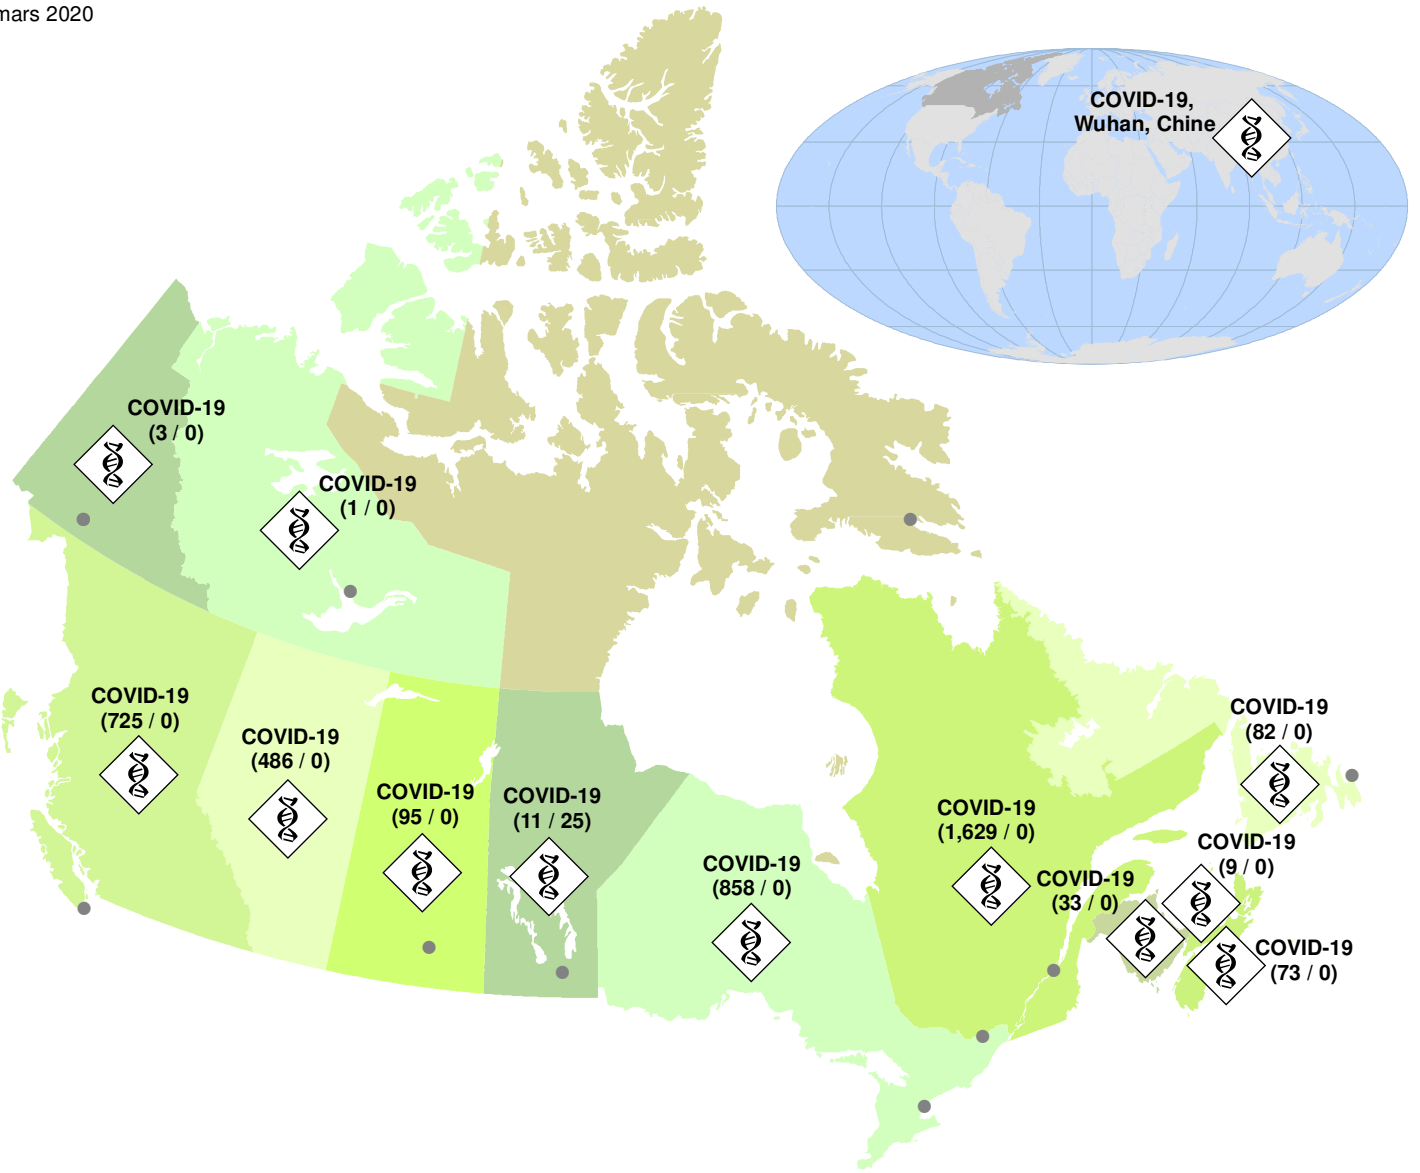 mars 2020
COVID-19,
Wuhan, Chine
COVID-19
(3 / 0)
COVID-19
(1 / 0)
COVID-19
(725 / 0)
COVID-19
(486 / 0)
COVID-19
(95 / 0)
COVID-19
(11 / 25)
COVID-19
(858 / 0)
COVID-19
(1,629 / 0)
COVID-19
(33 / 0)
COVID-19
(82 / 0)
COVID-19
(9 / 0)
COVID-19
(73 / 0)